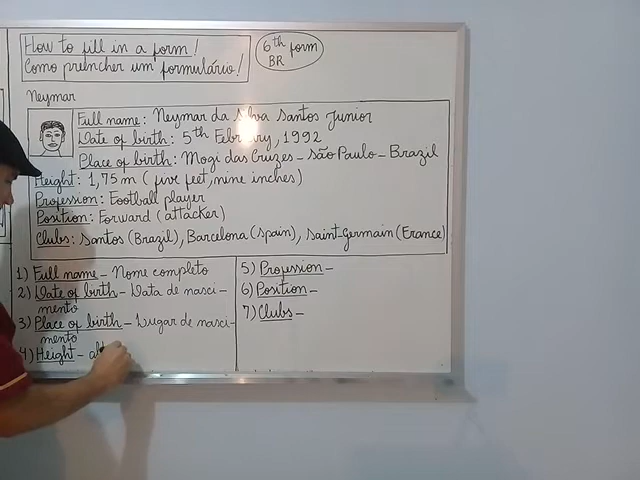 How to fill in a form!
Como preencher um formulário!
6th form
BR
Neymar
Full name: Neymar da Silva Santos Junior
Date of birth: 5th February, 1992
Place of birth: Mogi das Cruzes - São Paulo - Brazil
Height: 1,75 m (five feet, nine inches)
Profession: Football player
Position: Forward (attacker)
Clubs: Santos (Brazil), Barcelona (Spain), Saint-Germain (France)
1) Full name - Nome completo
2) Date of birth - Data de nasci-
mento
3) Place of birth - Lugar de nasci-
mento
4) Height - alt
5) Profession -
6) Position -
7) Clubs -